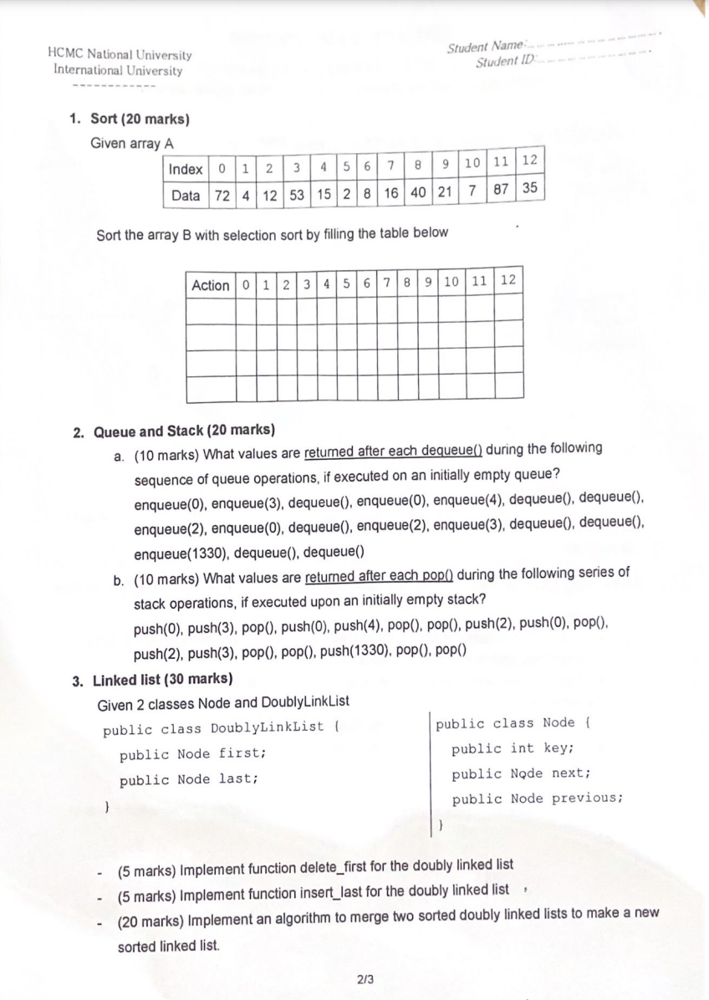 HCMC National University
International University
------------
Student Name:
Student ID:
1. Sort (20 marks)
Given array A
Index 0 1 2 3 4 5 6 7 8 9 10 11 12
Data 72 4 12 53 15 2 8 16 40 21 7 87 35
Sort the array B with selection sort by filling the table below
Action 0 1 2 3 4 5 6 7 8 9 10 11 12
2. Queue and Stack (20 marks)
a. (10 marks) What values are returned after each dequeue() during the following
sequence of queue operations, if executed on an initially empty queue?
enqueue(0), enqueue(3), dequeue(), enqueue(0), enqueue(4), dequeue(), dequeue(),
enqueue(2), enqueue(0), dequeue(), enqueue(2), enqueue(3), dequeue(), dequeue(),
enqueue(1330), dequeue(), dequeue()
b. (10 marks) What values are returned after each pop() during the following series of
stack operations, if executed upon an initially empty stack?
push(0), push(3), pop(), push(0), push(4), pop(), pop(), push(2), push(0), pop(),
push(2), push(3), pop(), pop(), push(1330), pop(), pop()
3. Linked list (30 marks)
Given 2 classes Node and DoublyLinkList
public class DoublyLinkList {
public Node first;
public Node last;
}
public class Node {
public int key;
public Node next;
public Node previous;
}
- (5 marks) Implement function delete_first for the doubly linked list
- (5 marks) Implement function insert_last for the doubly linked list
- (20 marks) Implement an algorithm to merge two sorted doubly linked lists to make a new
sorted linked list.
2/3